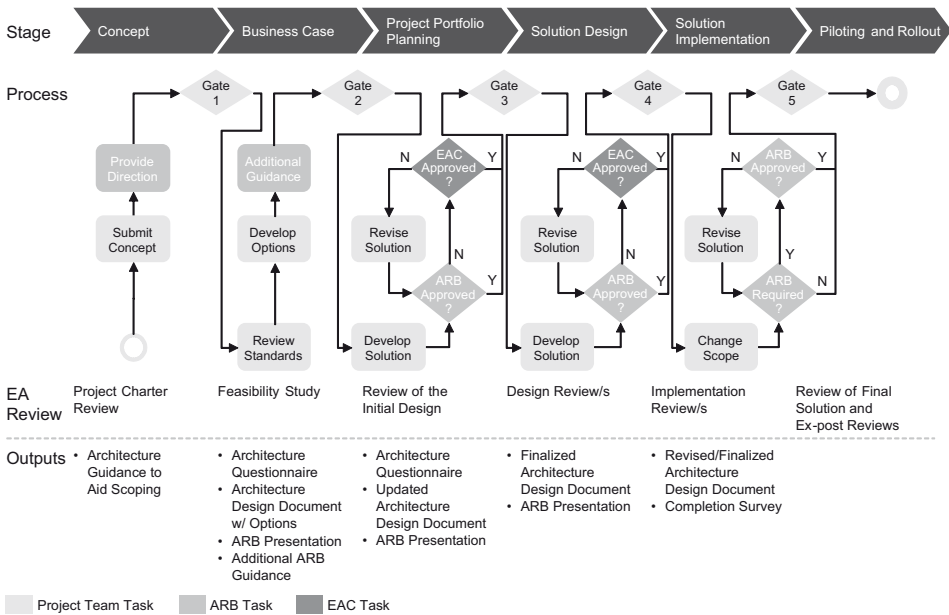 Stage
Concept
Business Case
Project Portfolio
Planning
Solution Design
Solution
Implementation
Piloting and Rollout
Process
Gate
1
Gate
2
Gate
3
Gate
4
Gate
5
Provide
Direction
Submit
Concept
Additional
Guidance
Develop
Options
Review
Standards
N
EAC
Approved
?
Y
Revise
Solution
N
ARB
Approved
?
Y
Develop
Solution
N
EAC
Approved
?
Y
Revise
Solution
N
ARB
Approved
?
Y
Develop
Solution
N
ARB
Approved
?
Y
Revise
Solution
Y
ARB
Required
?
N
Change
Scope
EA
Review
Project Charter
Review
Feasibility Study
Review of the
Initial Design
Design Review/s
Implementation
Review/s
Review of Final
Solution and
Ex-post Reviews
Outputs
• Architecture
Guidance to
Aid Scoping
• Architecture
Questionnaire
• Architecture
Design Document
w/ Options
• ARB Presentation
• Additional ARB
Guidance
• Architecture
Questionnaire
• Updated
Architecture
Design Document
• ARB Presentation
• Finalized
Architecture
Design Document
• ARB Presentation
• Revised/Finalized
Architecture
Design Document
• Completion Survey
Project Team Task
ARB Task
EAC Task